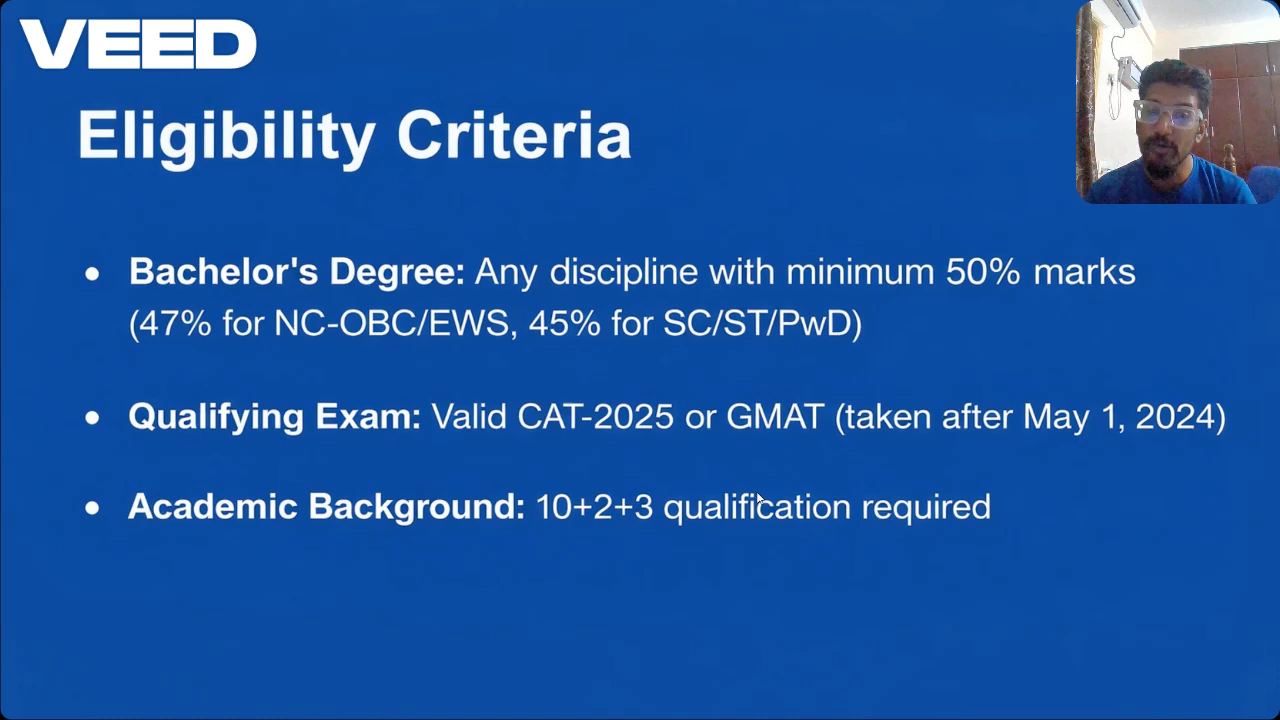 VEED
Eligibility Criteria
• Bachelor's Degree: Any discipline with minimum 50% marks
(47% for NC-OBC/EWS, 45% for SC/ST/PwD)
• Qualifying Exam: Valid CAT-2025 or GMAT (taken after May 1, 2024)
• Academic Background: 10+2+3 qualification required